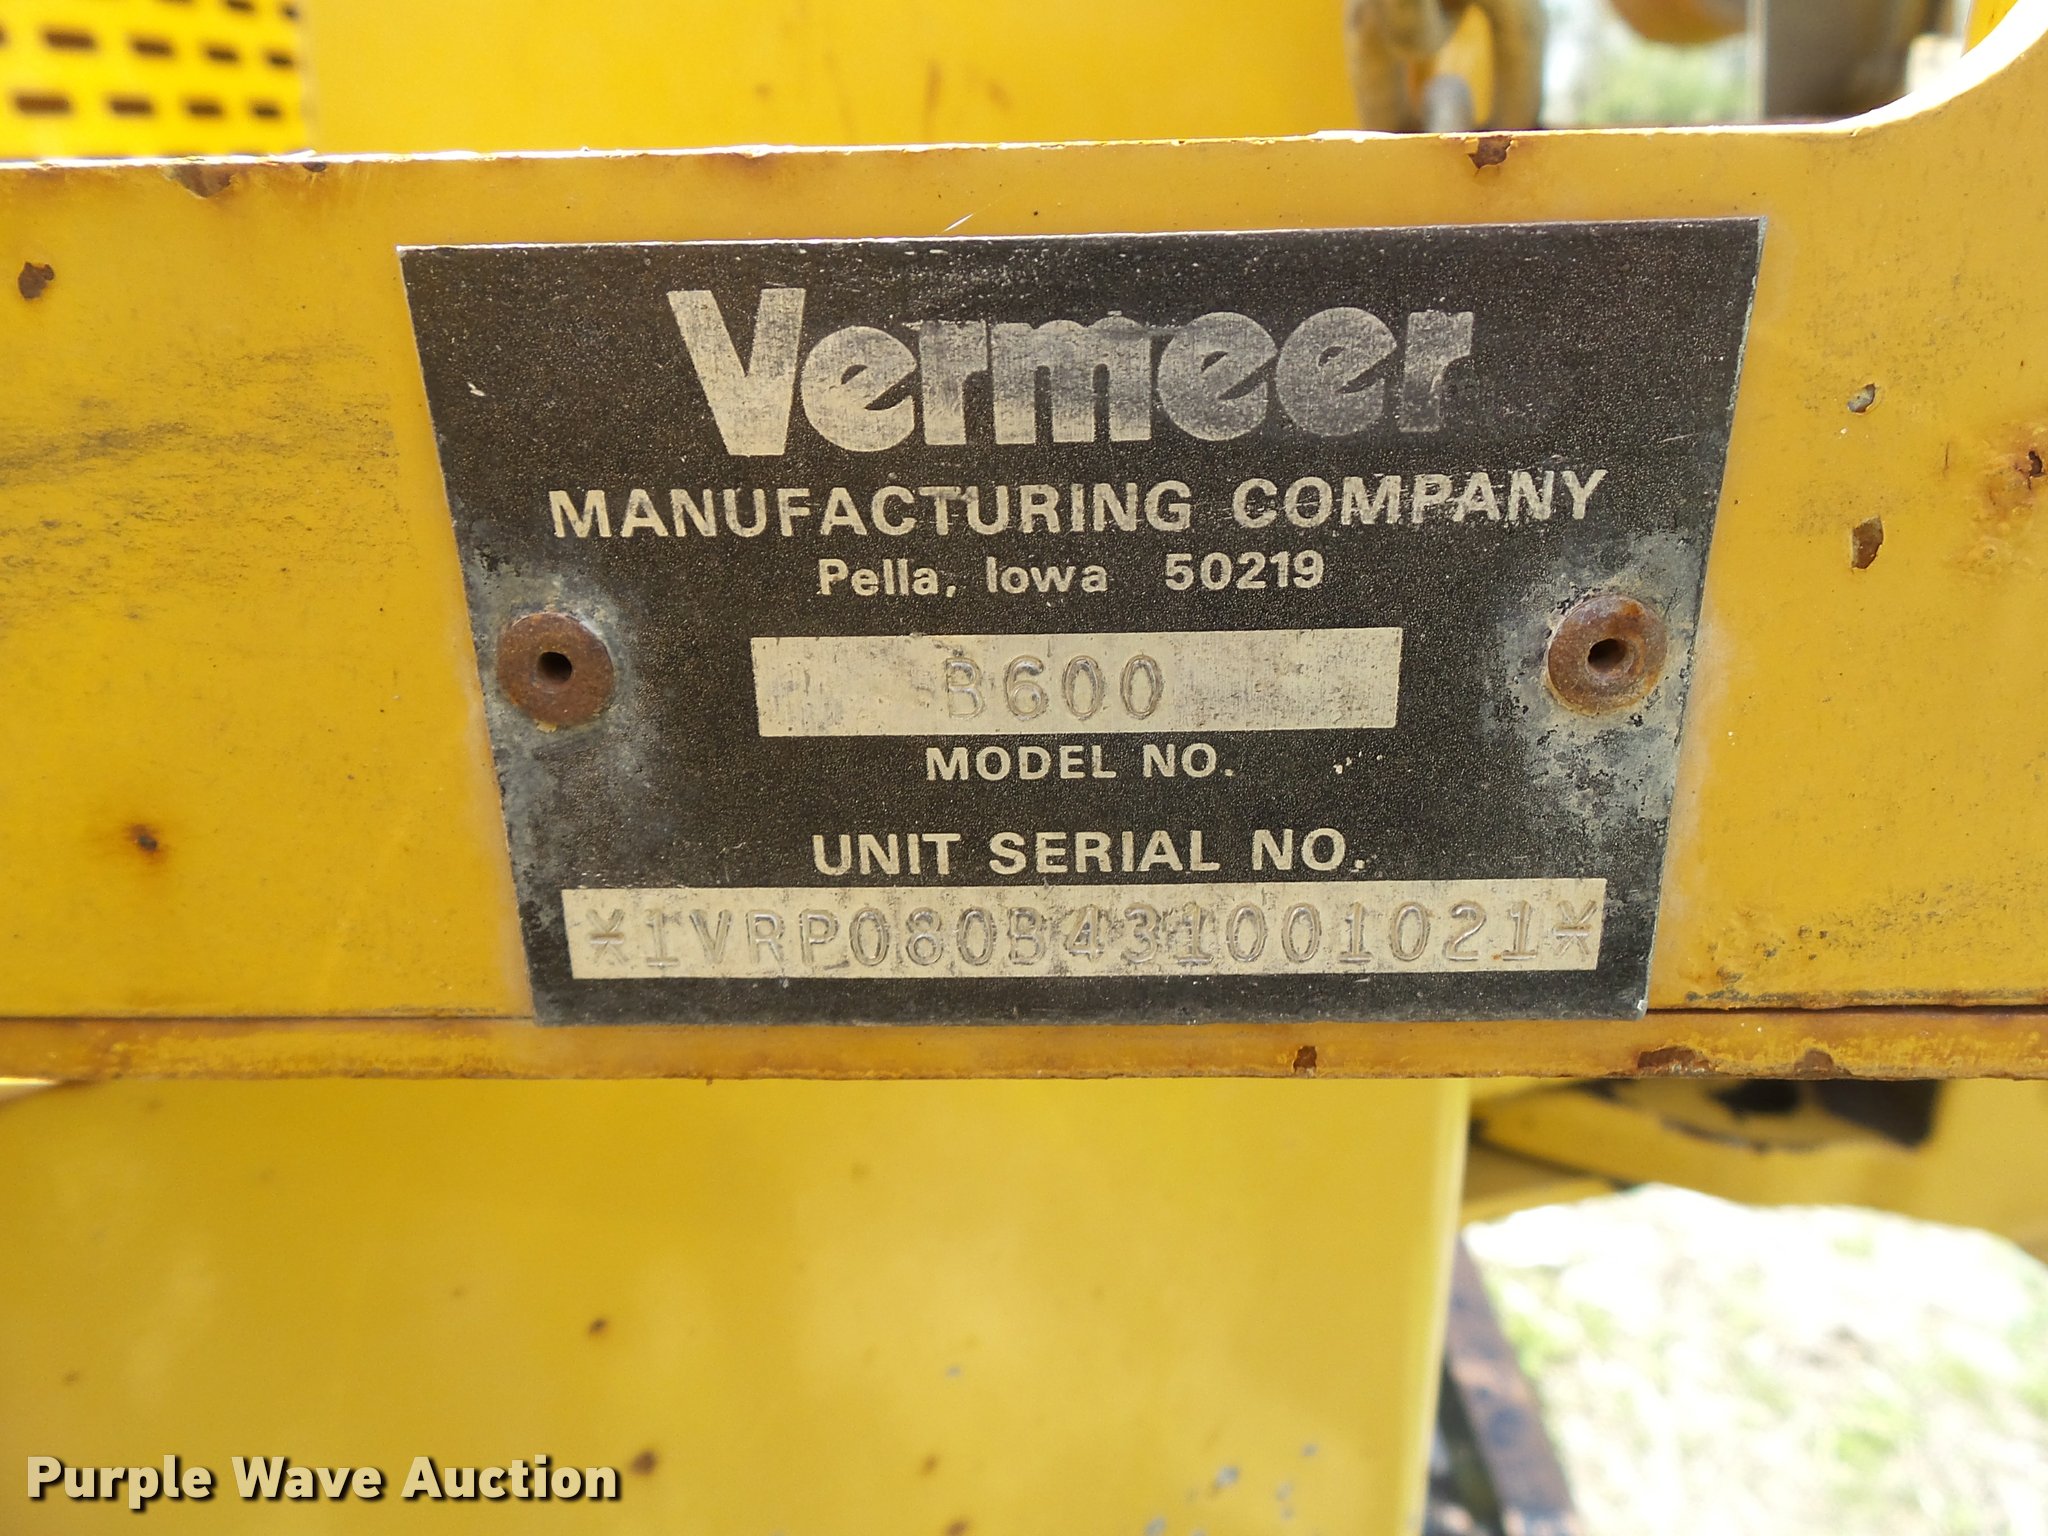 Vermeer
MANUFACTURING COMPANY
Pella, Iowa 50219
B600
MODEL NO.
UNIT SERIAL NO.
*1VRP080B431001021*
Purple Wave Auction